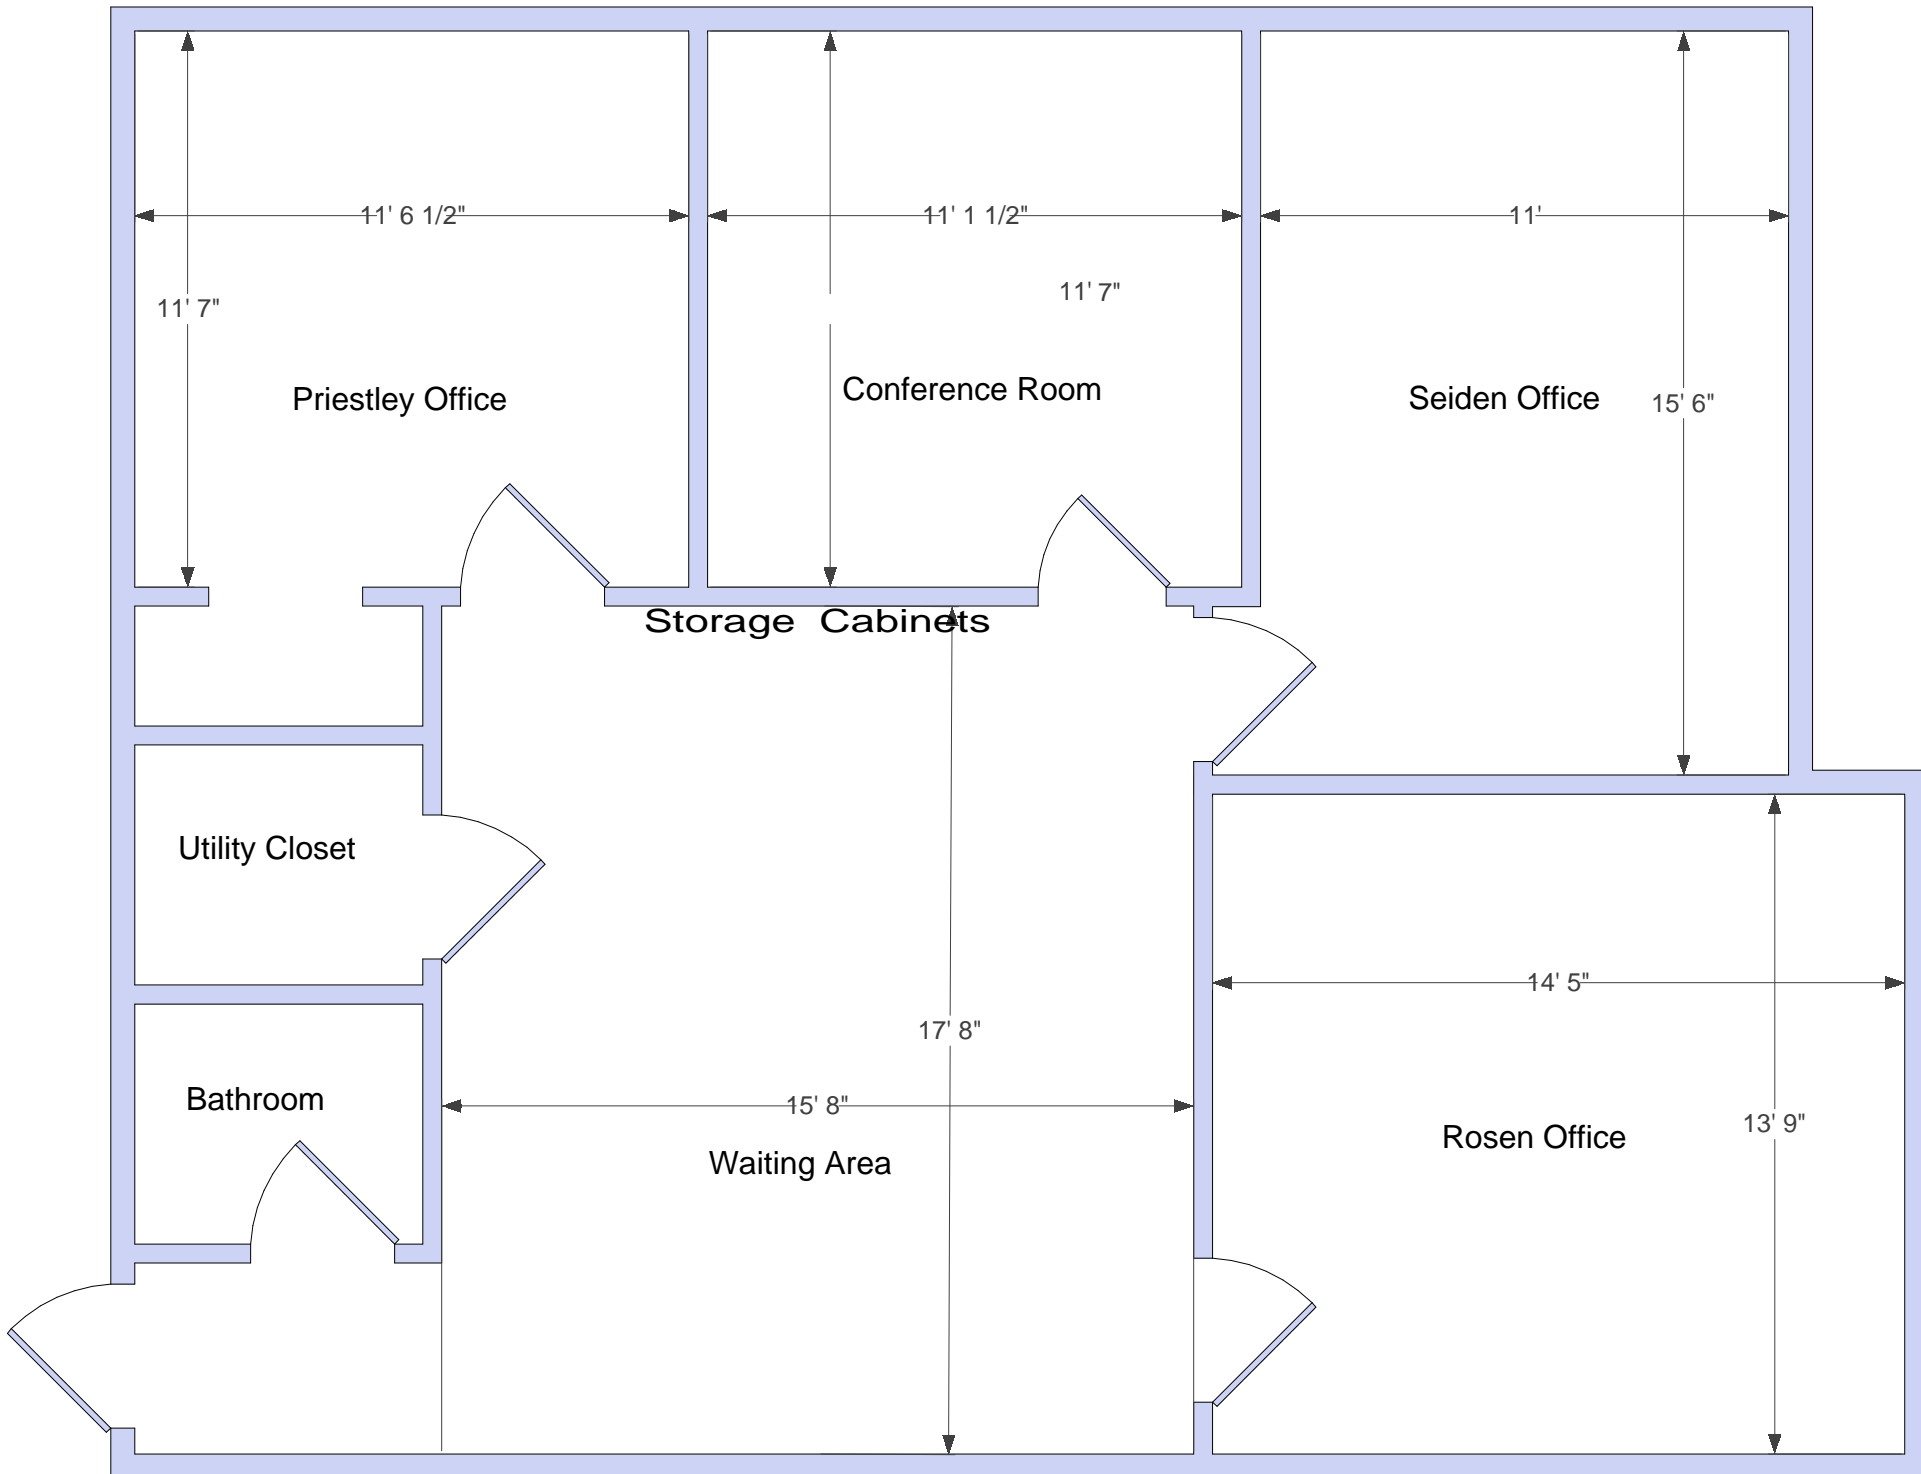 11' 6 1/2"
11' 1 1/2"
11'
11' 7"
11' 7"
Priestley Office
Conference Room
Seiden Office
15' 6"
Storage Cabinets
Utility Closet
14' 5"
17' 8"
Bathroom
15' 8"
13' 9"
Rosen Office
Waiting Area